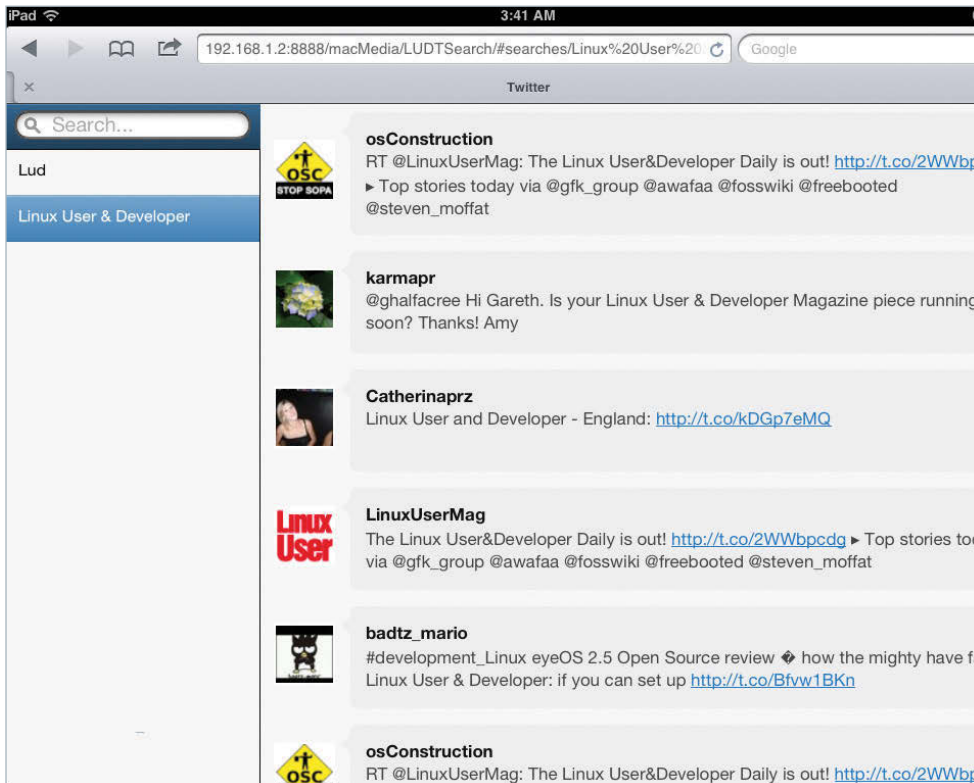 iPad
3:41 AM
192.168.1.2:8888/macMedia/LUDTSearch/#searches/Linux%20User%20
Google
Twitter
Search...
Lud
Linux User & Developer
osConstruction
RT @LinuxUserMag: The Linux User&Developer Daily is out! http://t.co/2WWbp
▸ Top stories today via @gfk_group @awafaa @fosswiki @freebooted
@steven_moffat
OSC
STOP SOPA
karmapr
@ghalfacree Hi Gareth. Is your Linux User & Developer Magazine piece running
soon? Thanks! Amy
Catherinaprz
Linux User and Developer - England: http://t.co/kDGp7eMQ
LinuxUserMag
The Linux User&Developer Daily is out! http://t.co/2WWbpcdg ▸ Top stories to
via @gfk_group @awafaa @fosswiki @freebooted @steven_moffat
Linux
User
badtz_mario
#development_Linux eyeOS 2.5 Open Source review � how the mighty have f
Linux User & Developer: if you can set up http://t.co/Bfvw1BKn
osConstruction
RT @LinuxUserMag: The Linux User&Developer Daily is out! http://t.co/2WWbp
OSC